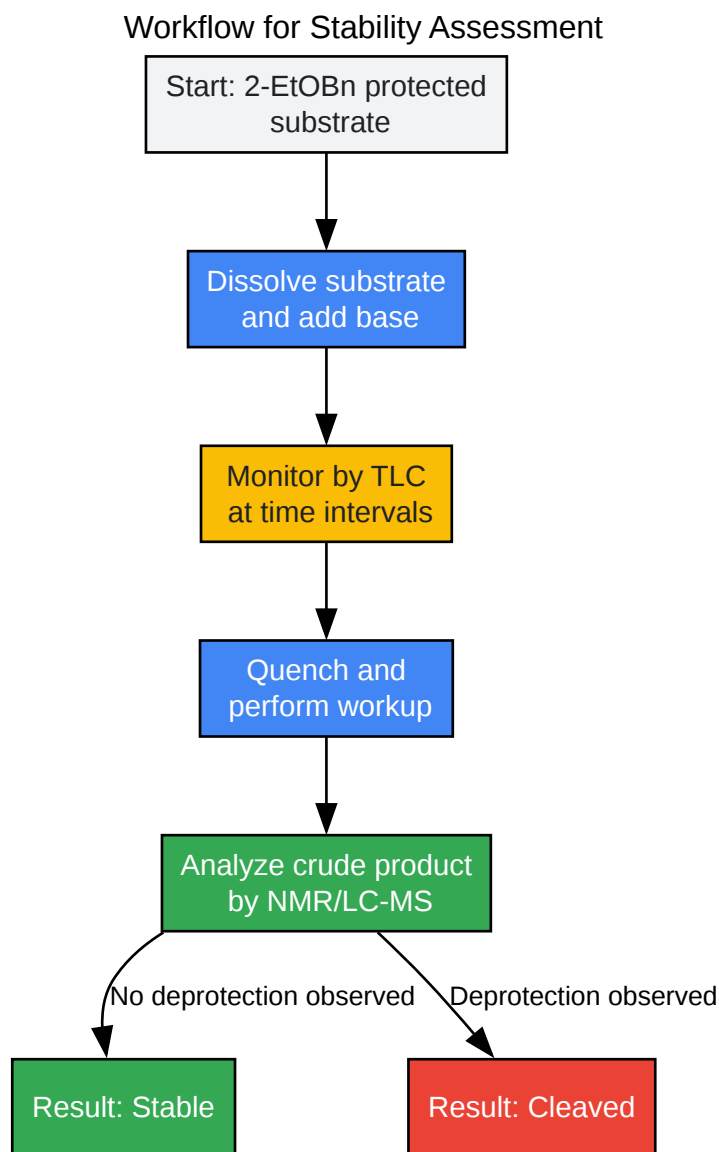 Workflow for Stability Assessment
Start: 2-EtOBn protected
substrate
Dissolve substrate
and add base
Monitor by TLC
at time intervals
Quench and
perform workup
Analyze crude product
by NMR/LC-MS
No deprotection observed
Deprotection observed
Result: Stable
Result: Cleaved